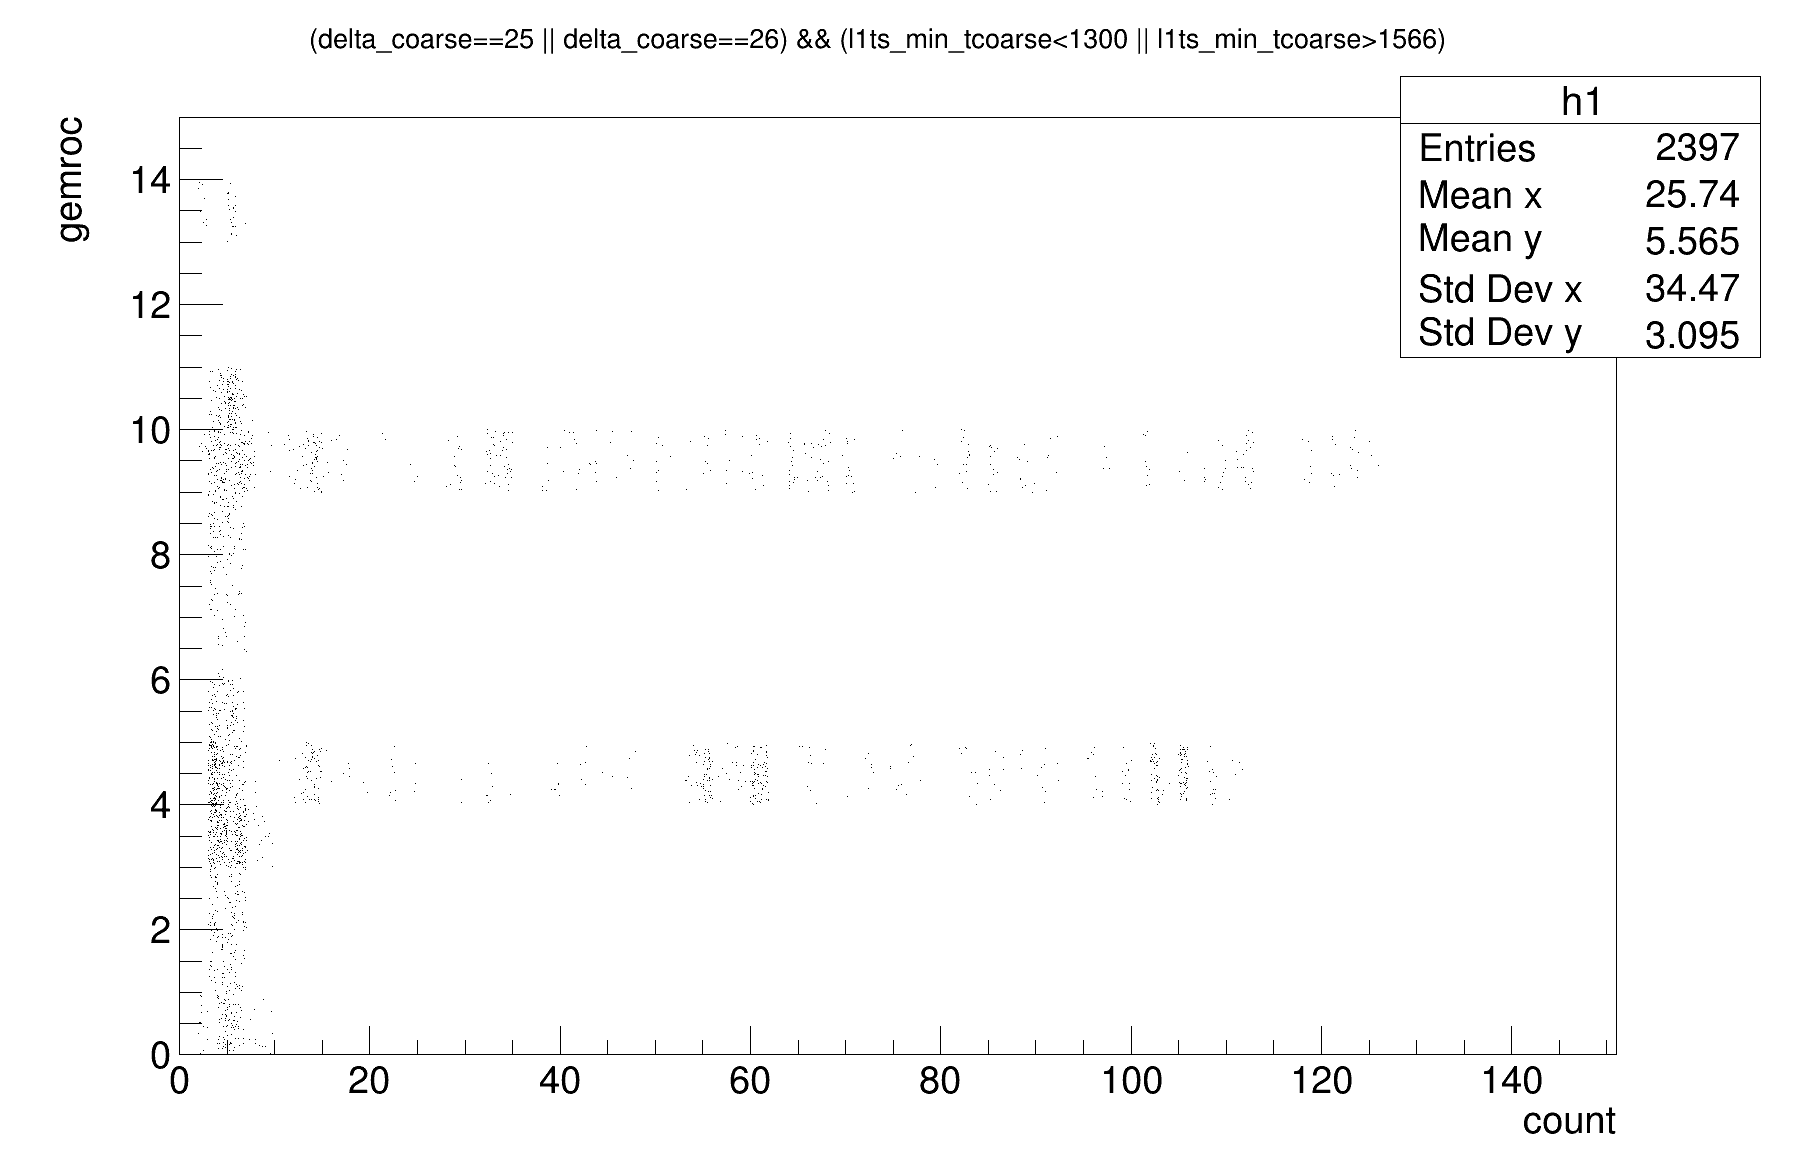 (delta_coarse==25 || delta_coarse==26) && (l1ts_min_tcoarse<1300 || l1ts_min_tcoarse>1566)
h1
Entries 2397
Mean x 25.74
Mean y 5.565
Std Dev x 34.47
Std Dev y 3.095
gemroc
14
12
10
8
6
4
2
0
0 20 40 60 80 100 120 140
count